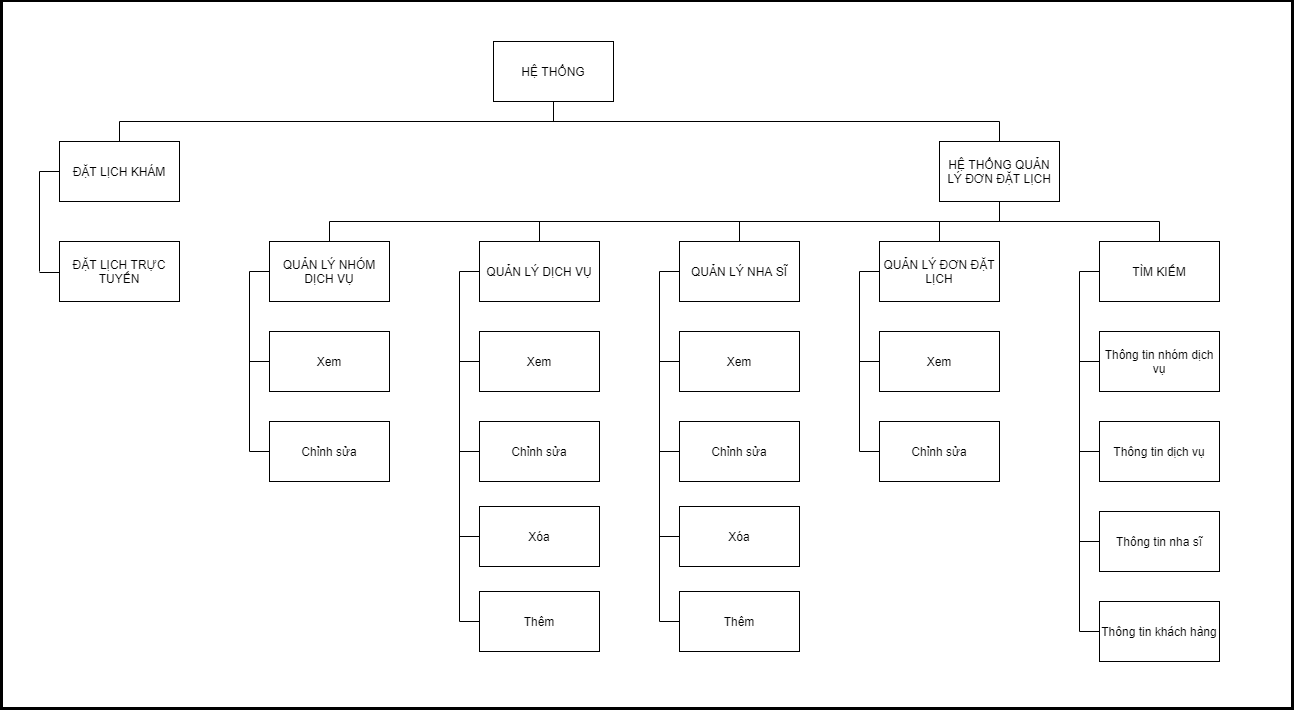 HỆ THỐNG
ĐẶT LỊCH KHÁM
HỆ THỐNG QUẢN
LÝ ĐƠN ĐẶT LỊCH
ĐẶT LỊCH TRỰC
TUYẾN
QUẢN LÝ NHÓM
DỊCH VỤ
QUẢN LÝ DỊCH VỤ
QUẢN LÝ NHA SĨ
QUẢN LÝ ĐƠN ĐẶT
LỊCH
TÌM KIẾM
Xem
Xem
Xem
Xem
Thông tin nhóm dịch
vụ
Chỉnh sửa
Chỉnh sửa
Chỉnh sửa
Chỉnh sửa
Thông tin dịch vụ
Xóa
Xóa
Thông tin nha sĩ
Thêm
Thêm
Thông tin khách hàng